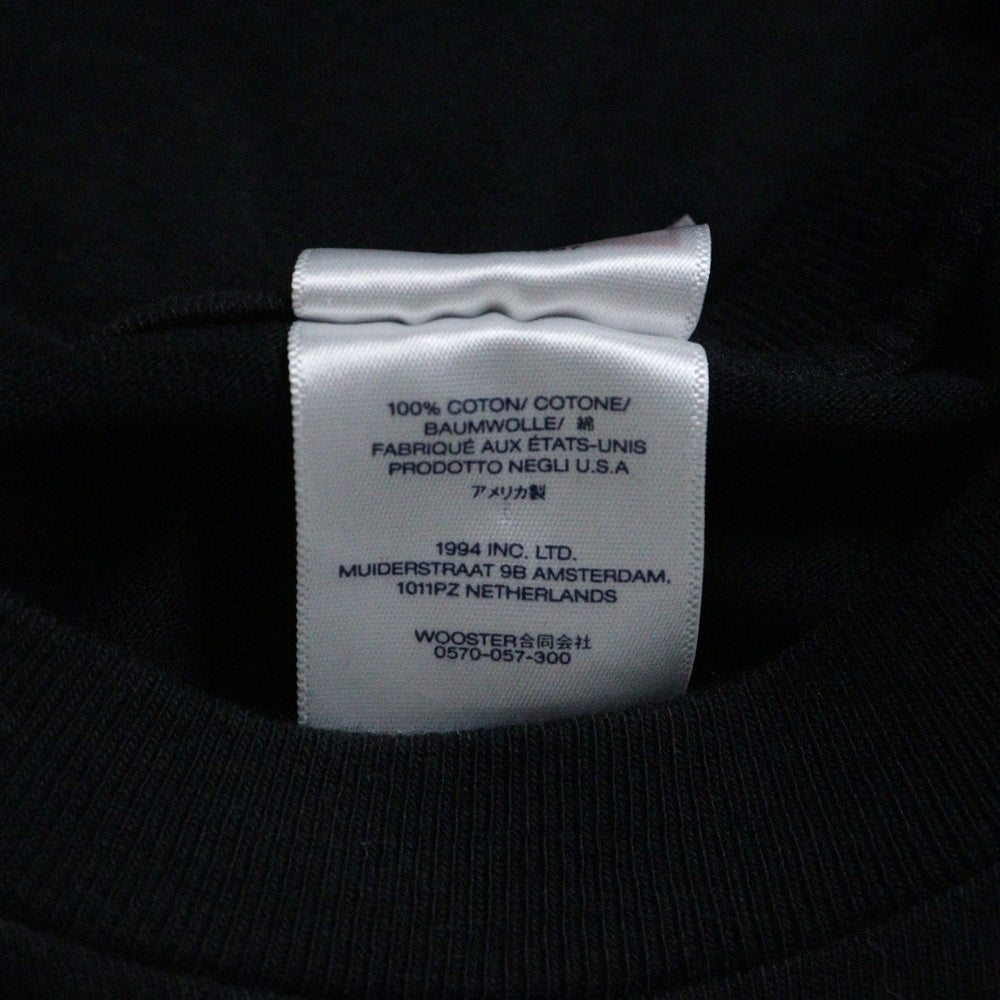 100% COTON/ COTONE/
BAUMWOLLE/ 綿
FABRIQUÉ AUX ÉTATS-UNIS
PRODOTTO NEGLI U.S.A
アメリカ製
1994 INC. LTD.
MUIDERSTRAAT 9B AMSTERDAM,
1011PZ NETHERLANDS
WOOSTER合同会社
0570-057-300